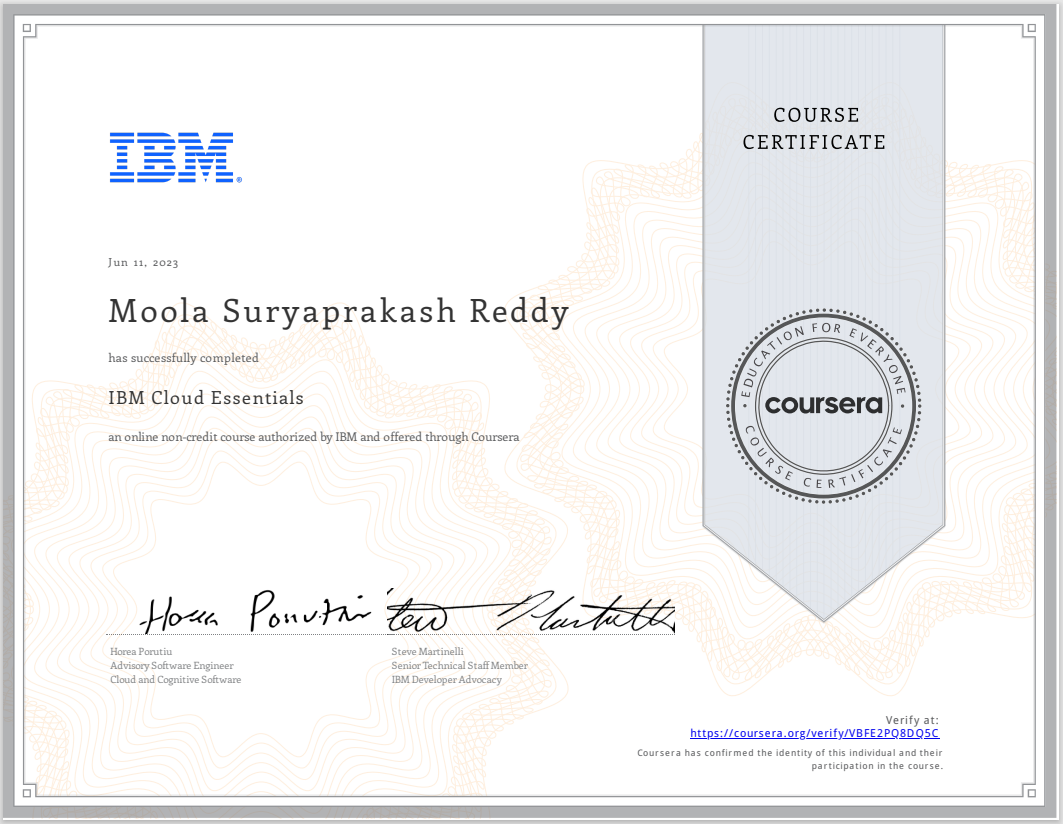 COURSE
CERTIFICATE
IBM®
Jun 11, 2023
Moola Suryaprakash Reddy
has successfully completed
IBM Cloud Essentials
an online non-credit course authorized by IBM and offered through Coursera
EDUCATION FOR EVERYONE
coursera
COURSE CERTIFICATE
Horea Porutiu
Horea Porutiu
Advisory Software Engineer
Cloud and Cognitive Software
Steve Martinelli
Senior Technical Staff Member
IBM Developer Advocacy
Verify at:
https://coursera.org/verify/VBFE2PQ8DQ5C
Coursera has confirmed the identity of this individual and their
participation in the course.